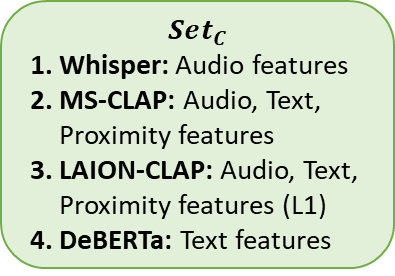 Set_C
1. Whisper: Audio features
2. MS-CLAP: Audio, Text,
Proximity features
3. LAION-CLAP: Audio, Text,
Proximity features (L1)
4. DeBERTa: Text features